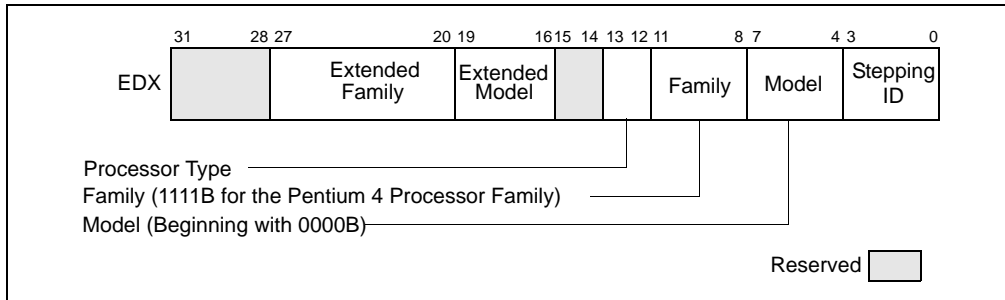 31 28 27 20 19 1615 14 13 12 11 8 7 4 3 0
EDX
Extended
Family
Extended
Model
Family
Model
Stepping
ID
Processor Type
Family (1111B for the Pentium 4 Processor Family)
Model (Beginning with 0000B)
Reserved